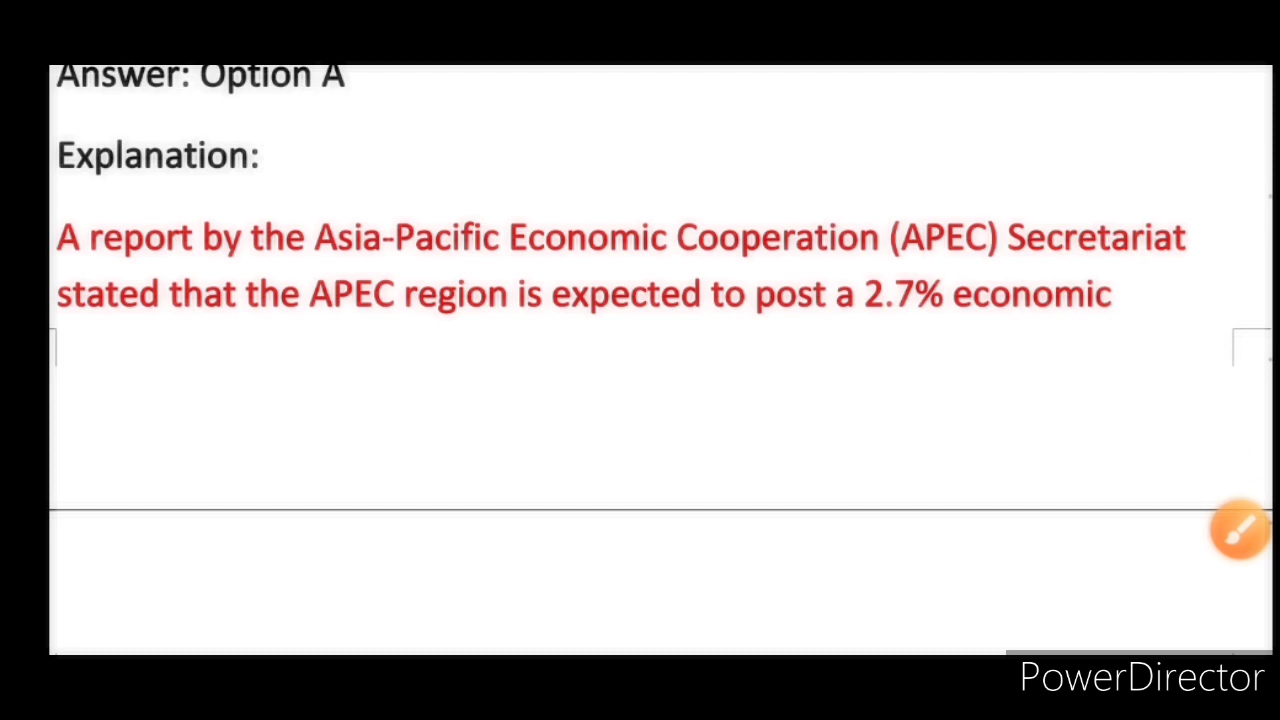 Answer: Option A
Explanation:
A report by the Asia-Pacific Economic Cooperation (APEC) Secretariat
stated that the APEC region is expected to post a 2.7% economic
PowerDirector